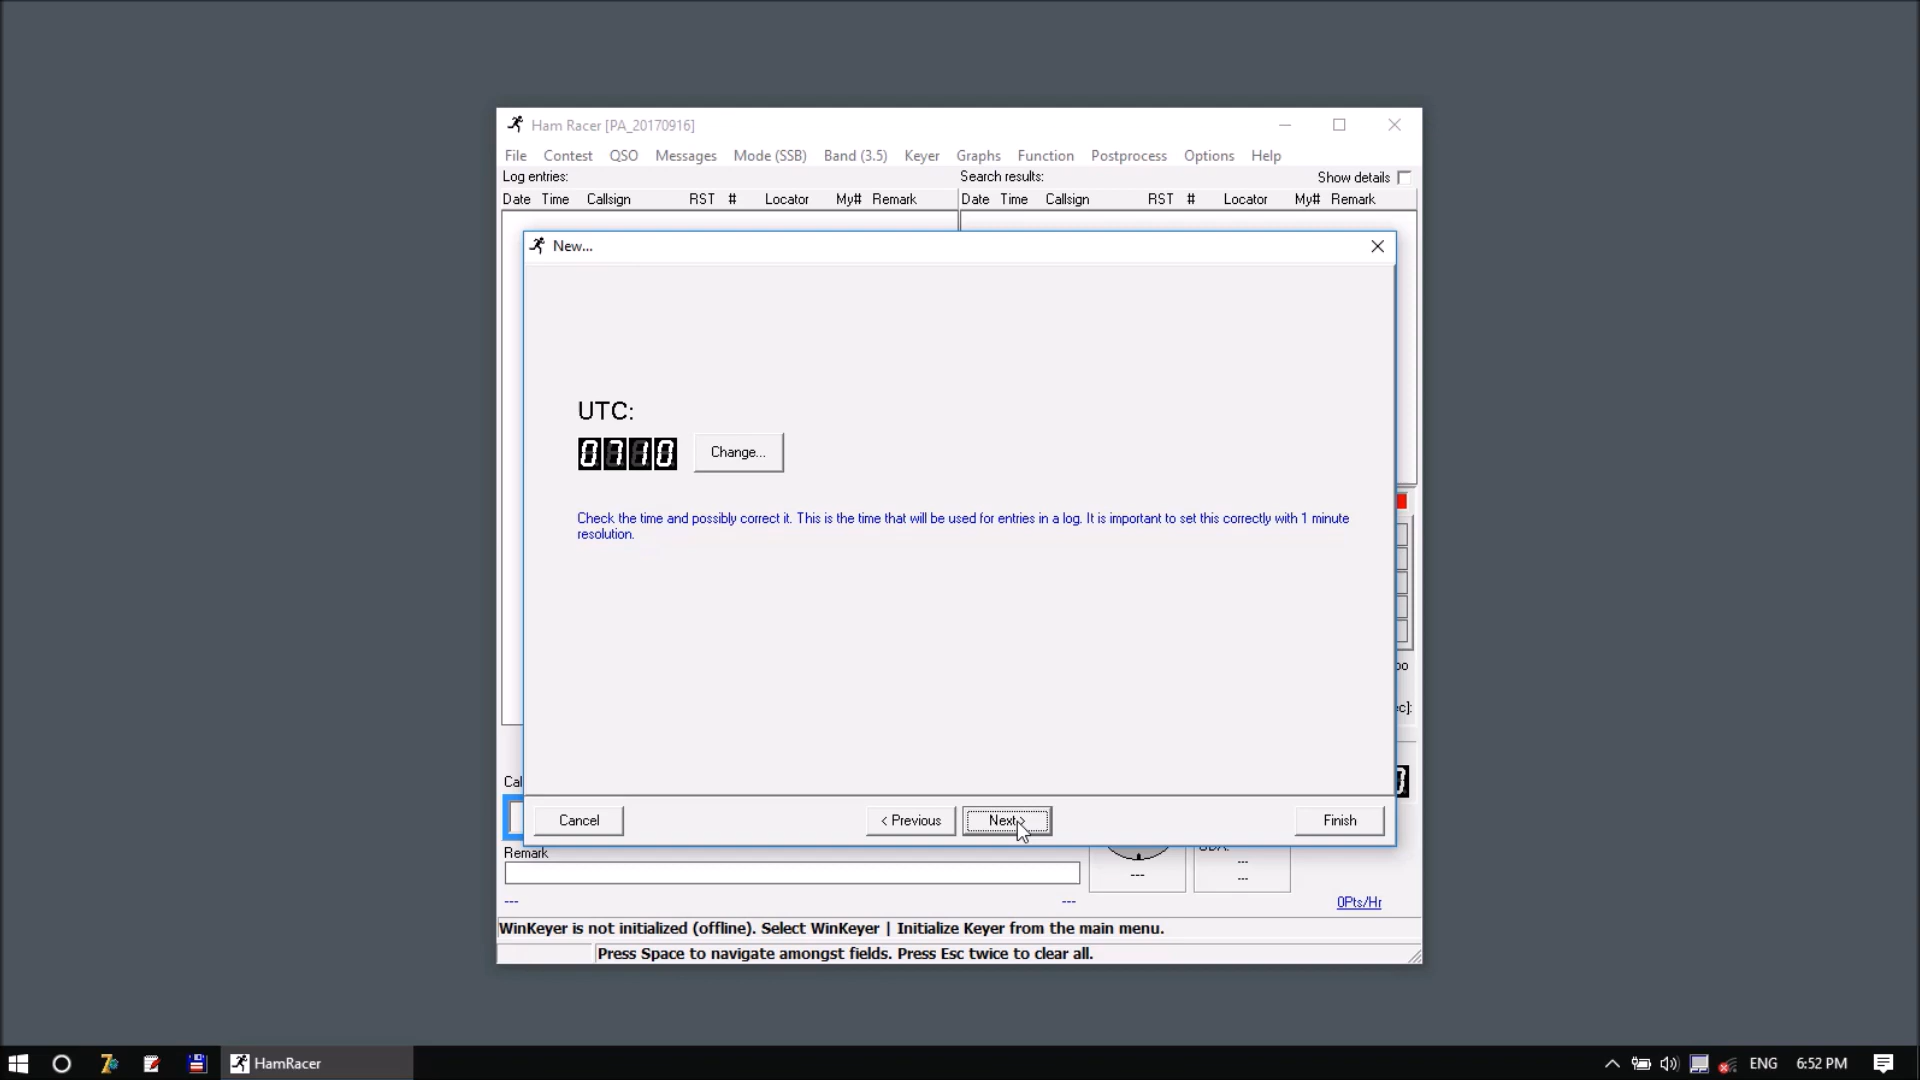 Ham Racer [PA_20170916]
File Contest QSO Messages Mode (SSB) Band (3.5) Keyer Graphs Function Postprocess Options Help
Log entries: Search results: Show details
Date Time Callsign RST # Locator My# Remark Date Time Callsign RST # Locator My# Remark
New...
UTC:
0710 Change...
Check the time and possibly correct it. This is the time that will be used for entries in a log. It is important to set this correctly with 1 minute
resolution.
Cal
Cancel < Previous Next > Finish
Remark
---
---
--- --- 0Pts/Hr
---
WinKeyer is not initialized (offline). Select WinKeyer | Initialize Keyer from the main menu.
Press Space to navigate amongst fields. Press Esc twice to clear all.
HamRacer ENG 6:52 PM